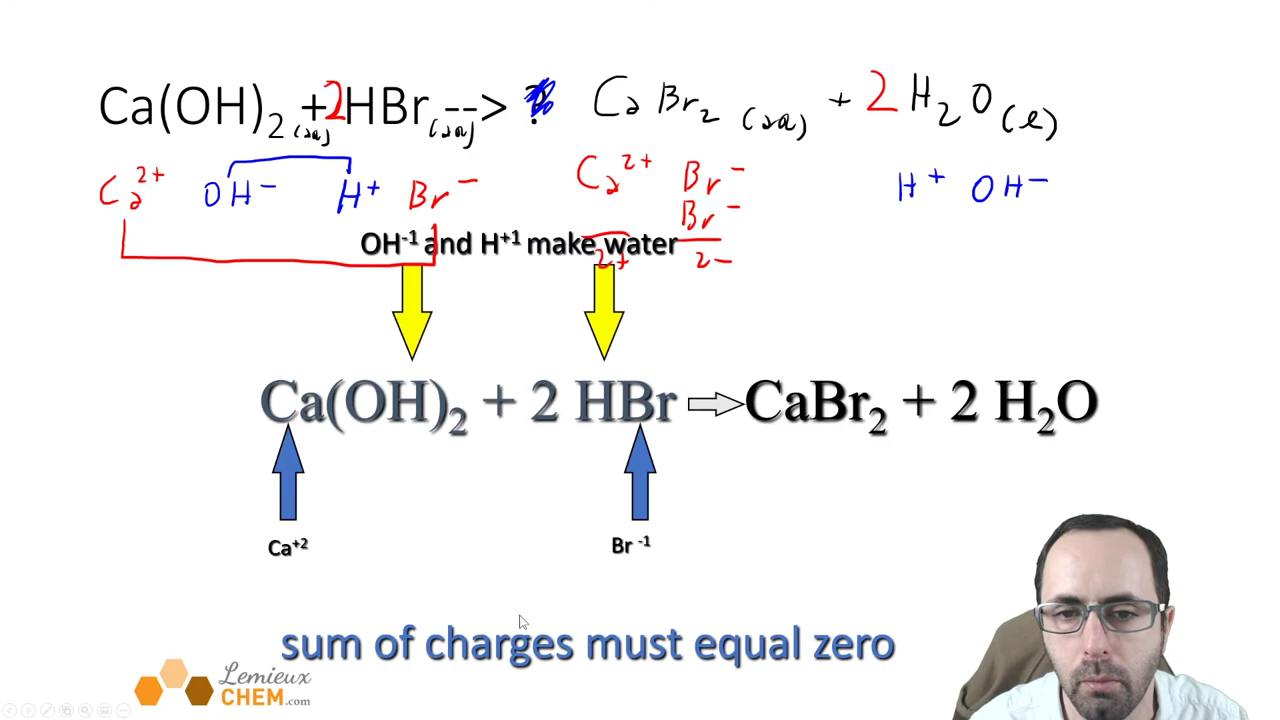 Ca(OH)₂ (aq) + 2HBr (aq) --> ? CaBr₂ (aq) + 2H₂O (l)
Ca²⁺ OH⁻ H⁺ Br⁻ Ca²⁺ Br⁻ H⁺ OH⁻
Br⁻
OH⁻¹ and H⁺¹ make water
2+ 2−
Ca(OH)₂ + 2 HBr ⇒ CaBr₂ + 2 H₂O
Ca⁺² Br ⁻¹
sum of charges must equal zero
Lemieux
CHEM.com